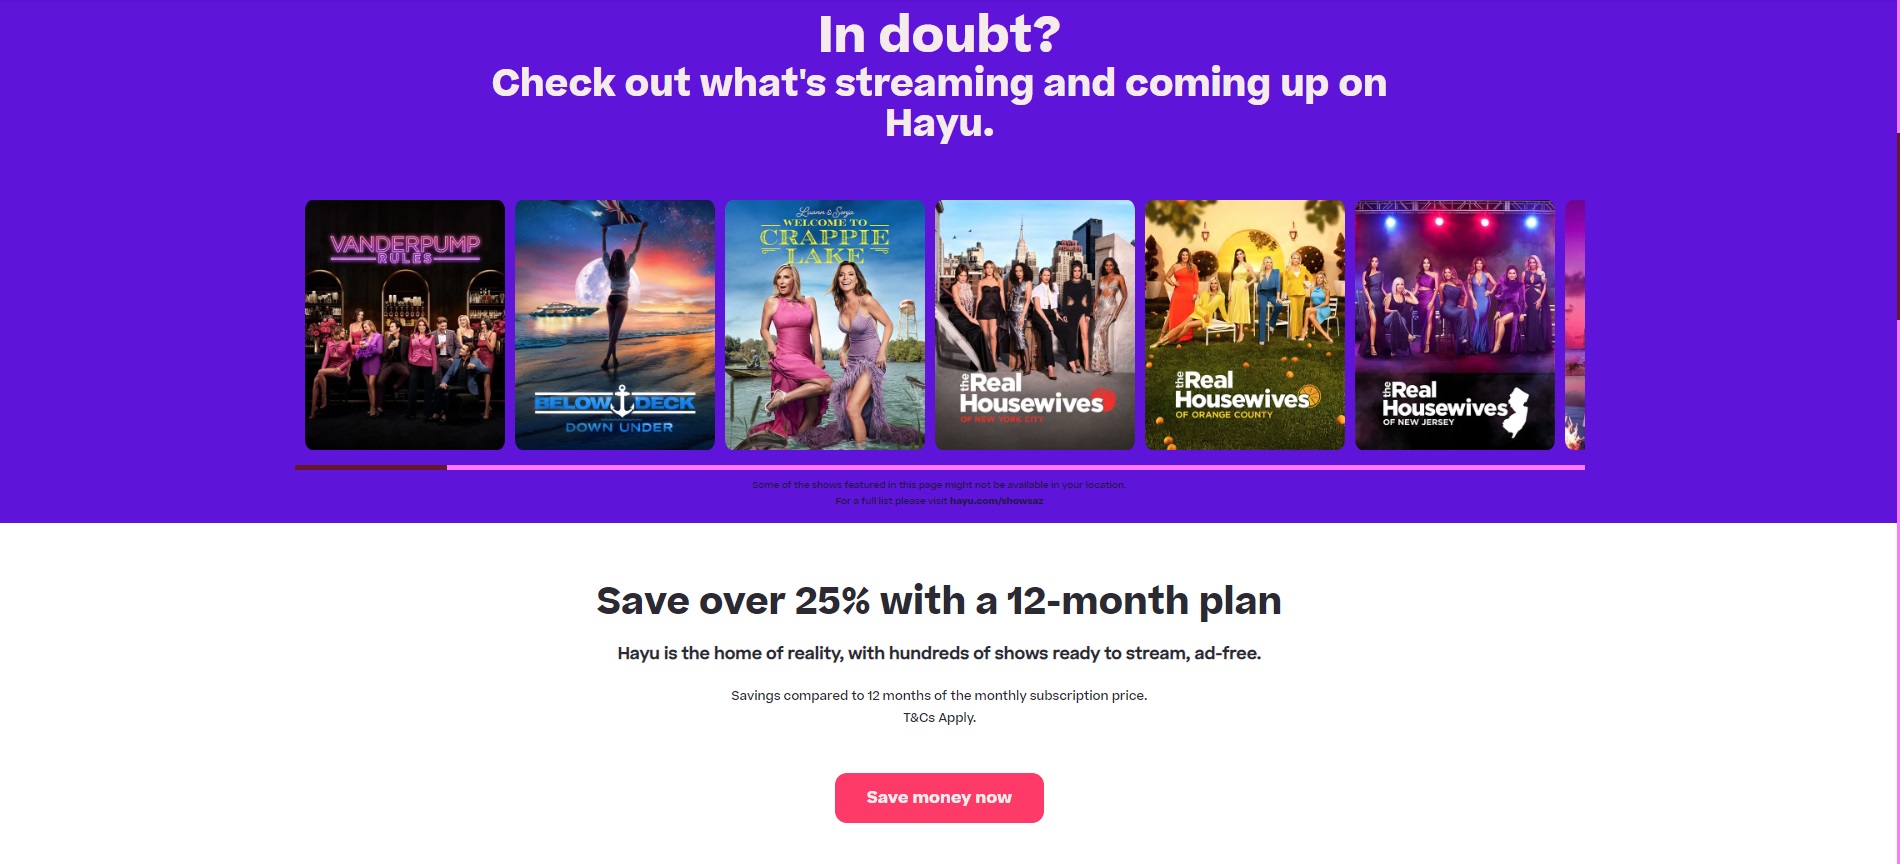 In doubt?
Check out what's streaming and coming up on
Hayu.
VANDERPUMP
RULES
BELOW DECK
DOWN UNDER
Luann & Sonja
WELCOME TO
CRAPPIE
LAKE
the Real
Housewives
OF NEW YORK CITY
the Real
Housewives
OF ORANGE COUNTY
the Real
Housewives
OF NEW JERSEY
Some of the shows featured in this page might not be available in your location.
For a full list please visit hayu.com/showsaz
Save over 25% with a 12-month plan
Hayu is the home of reality, with hundreds of shows ready to stream, ad-free.
Savings compared to 12 months of the monthly subscription price.
T&Cs Apply.
Save money now